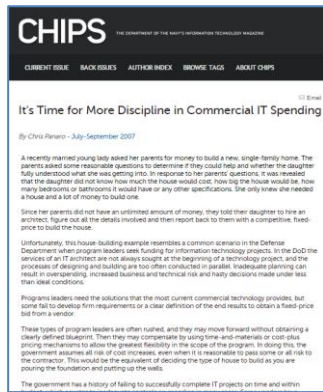 CHIPS THE DEPARTMENT OF THE NAVY'S INFORMATION TECHNOLOGY MAGAZINE
CURRENT ISSUE BACK ISSUES AUTHOR INDEX BROWSE TAGS ABOUT CHIPS
Email
It's Time for More Discipline in Commercial IT Spending
By Chris Panaro - July-September 2007
A recently married young lady asked her parents for money to build a new, single-family home. The
parents asked some reasonable questions to determine if they could help and whether the daughter
fully understood what she was getting into. In response to her parents' questions, it was revealed
that the daughter did not know how much the house would cost, how big the house would be, how
many bedrooms or bathrooms it would have or any other specifications. She only knew she needed
a house and a lot of money to build one.
Since her parents did not have an unlimited amount of money, they told their daughter to hire an
architect, figure out all the details involved and then report back to them with a competitive, fixed-
price to build the house.
Unfortunately, this house-building example resembles a common scenario in the Defense
Department when program leaders seek funding for information technology projects. In the DoD the
services of an IT architect are not always sought at the beginning of a technology project, and the
processes of designing and building are too often conducted in parallel. Inadequate planning can
result in overspending, increased business and technical risk and hasty decisions made under less
than ideal conditions.
Programs leaders need the solutions that the most current commercial technology provides, but
some fail to develop firm requirements or a clear definition of the end results to obtain a fixed-price
bid from a vendor
These types of program leaders are often rushed, and they may move forward without obtaining a
clearly defined blueprint. Then they may compensate by using time-and-materials or cost-plus
pricing mechanisms to allow the greatest flexibility in the scope of the program. In doing this, the
government assumes all risk of cost increases, even when it is reasonable to pass some or all risk to
the contractor. This would be the equivalent of deciding the type of house to build as you are
pouring the foundation and putting up the walls.
The government has a history of failing to successfully complete IT projects on time and within